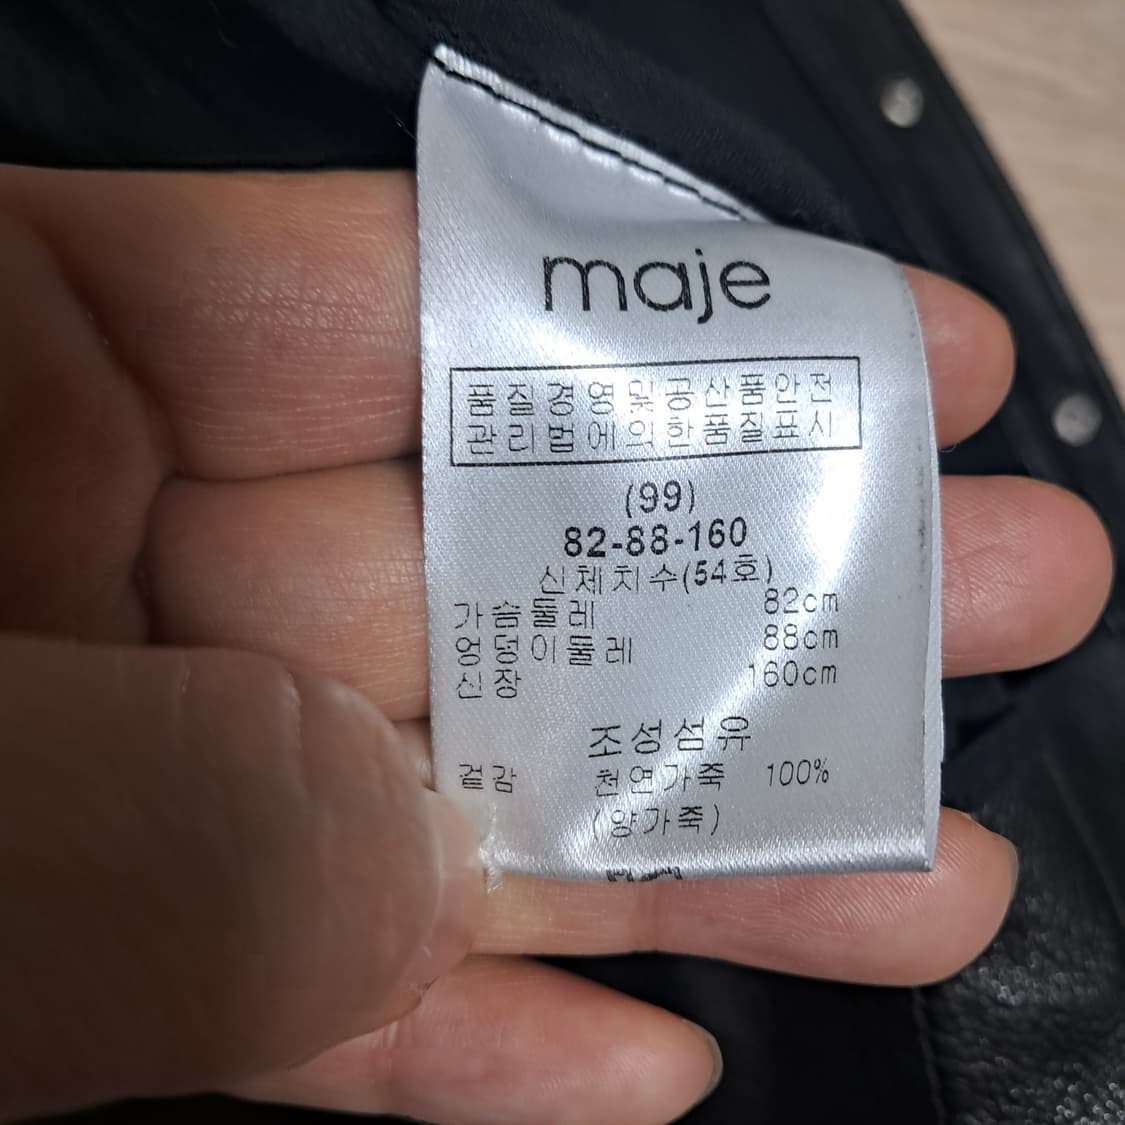 maje
품질경영및공산품안전
관리법에의한품질표시
(99)
82-88-160
신체치수(54호)
가슴둘레 82cm
엉덩이둘레 88cm
신장 160cm
조성섬유
겉감 천연가죽 100%
(양가죽)